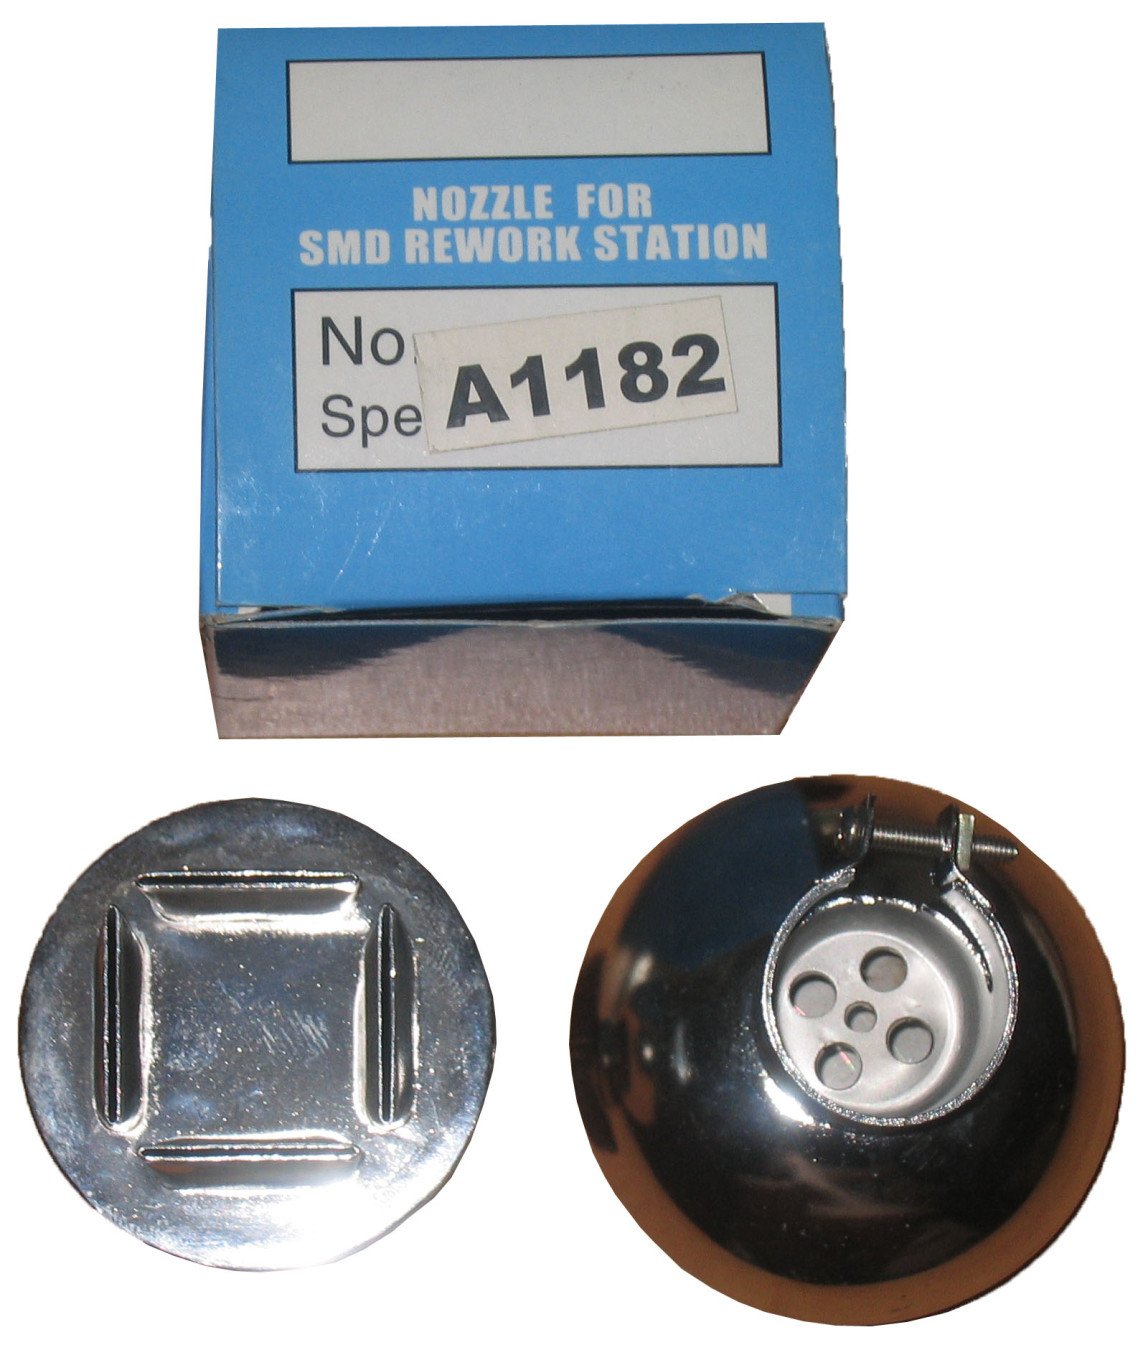 NOZZLE FOR
SMD REWORK STATION
No.
A1182
Spe